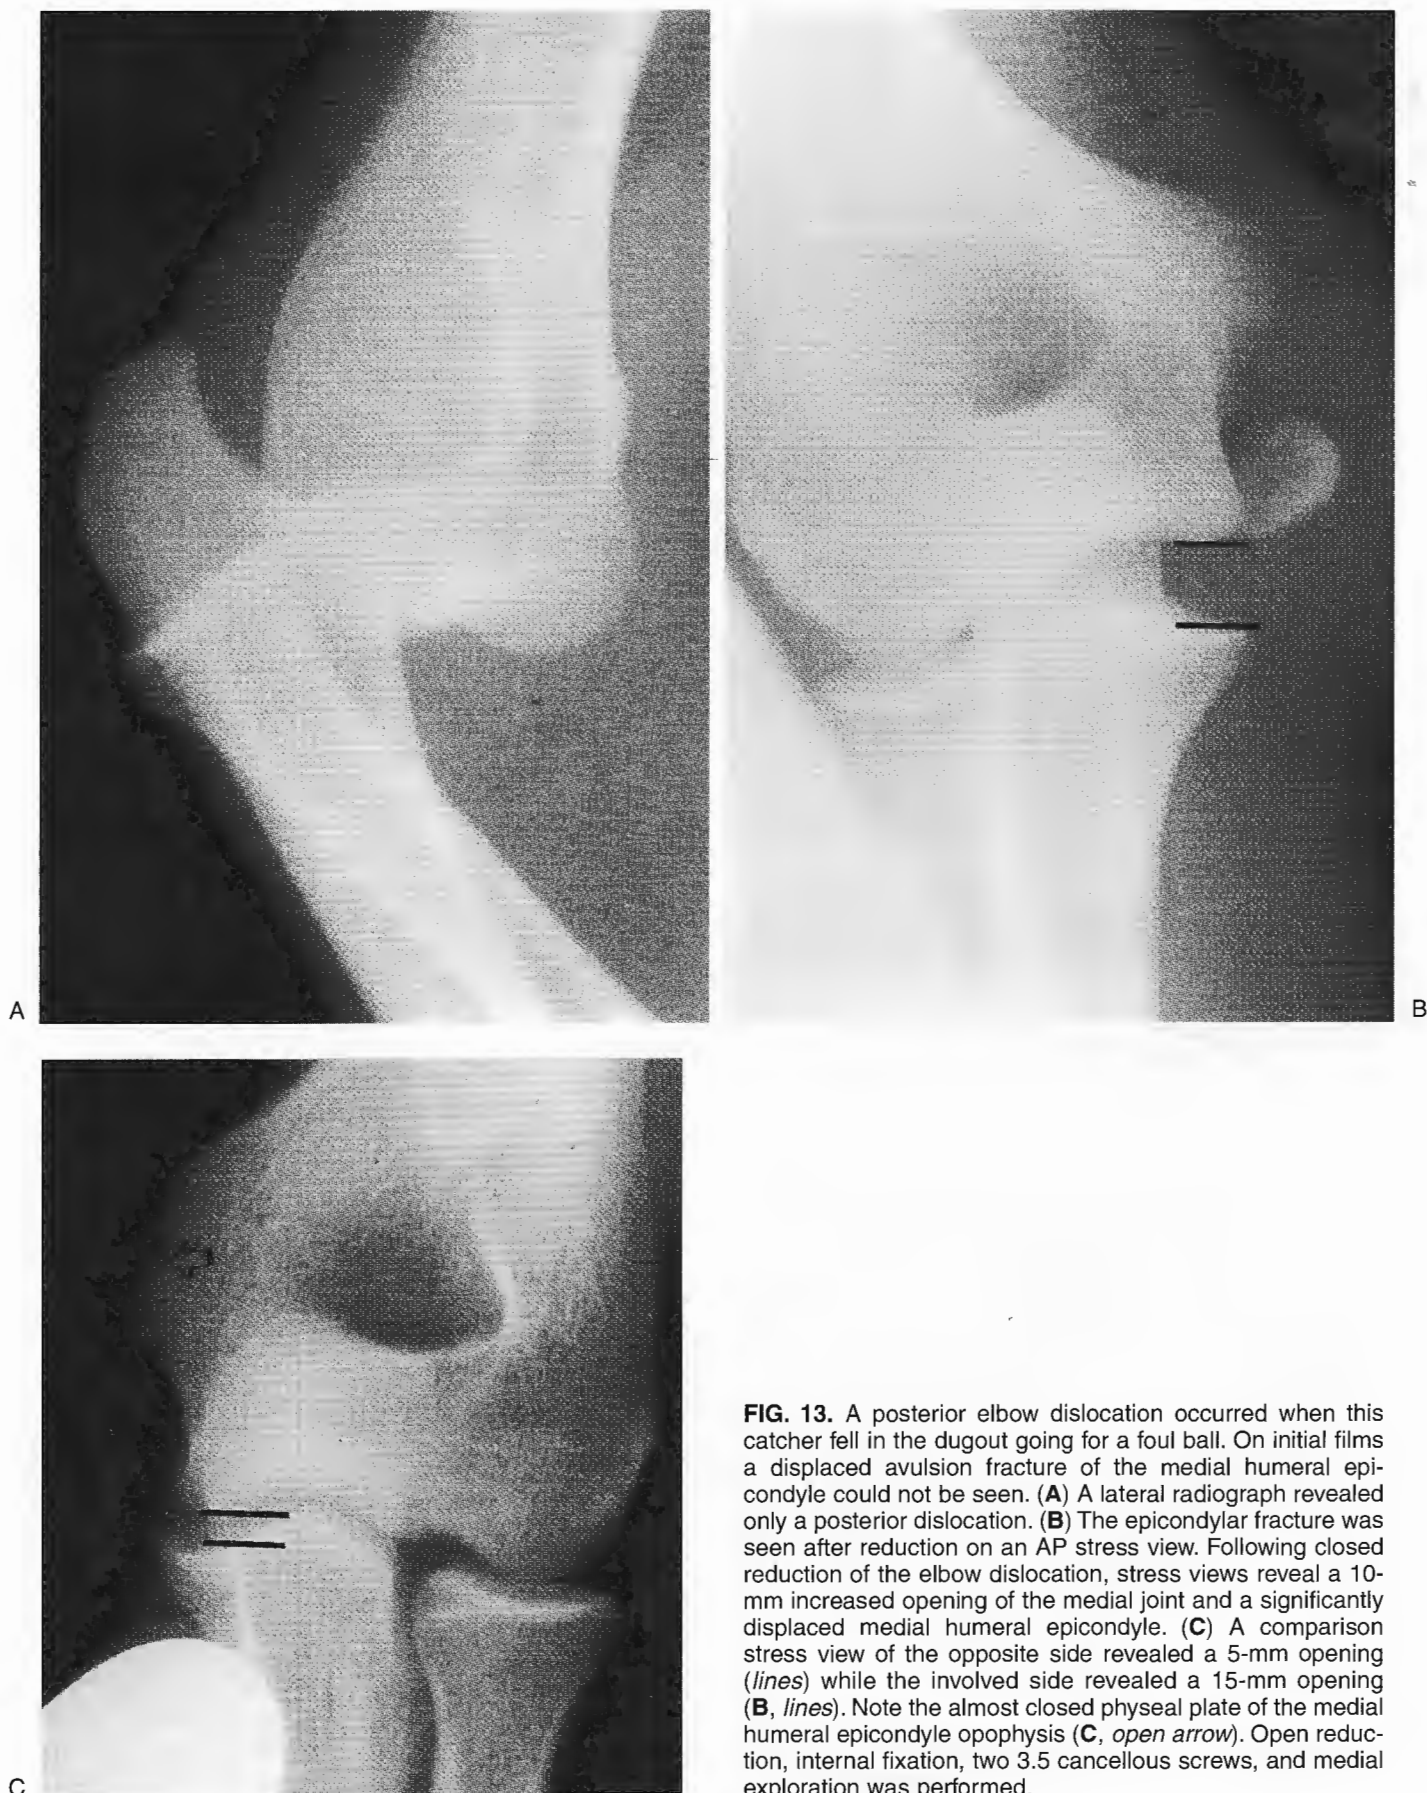 A
B
C
FIG. 13. A posterior elbow dislocation occurred when this
catcher fell in the dugout going for a foul ball. On initial films
a displaced avulsion fracture of the medial humeral epi-
condyle could not be seen. (A) A lateral radiograph revealed
only a posterior dislocation. (B) The epicondylar fracture was
seen after reduction on an AP stress view. Following closed
reduction of the elbow dislocation, stress views reveal a 10-
mm increased opening of the medial joint and a significantly
displaced medial humeral epicondyle. (C) A comparison
stress view of the opposite side revealed a 5-mm opening
(lines) while the involved side revealed a 15-mm opening
(B, lines). Note the almost closed physeal plate of the medial
humeral epicondyle opophysis (C, open arrow). Open reduc-
tion, internal fixation, two 3.5 cancellous screws, and medial
exploration was performed.